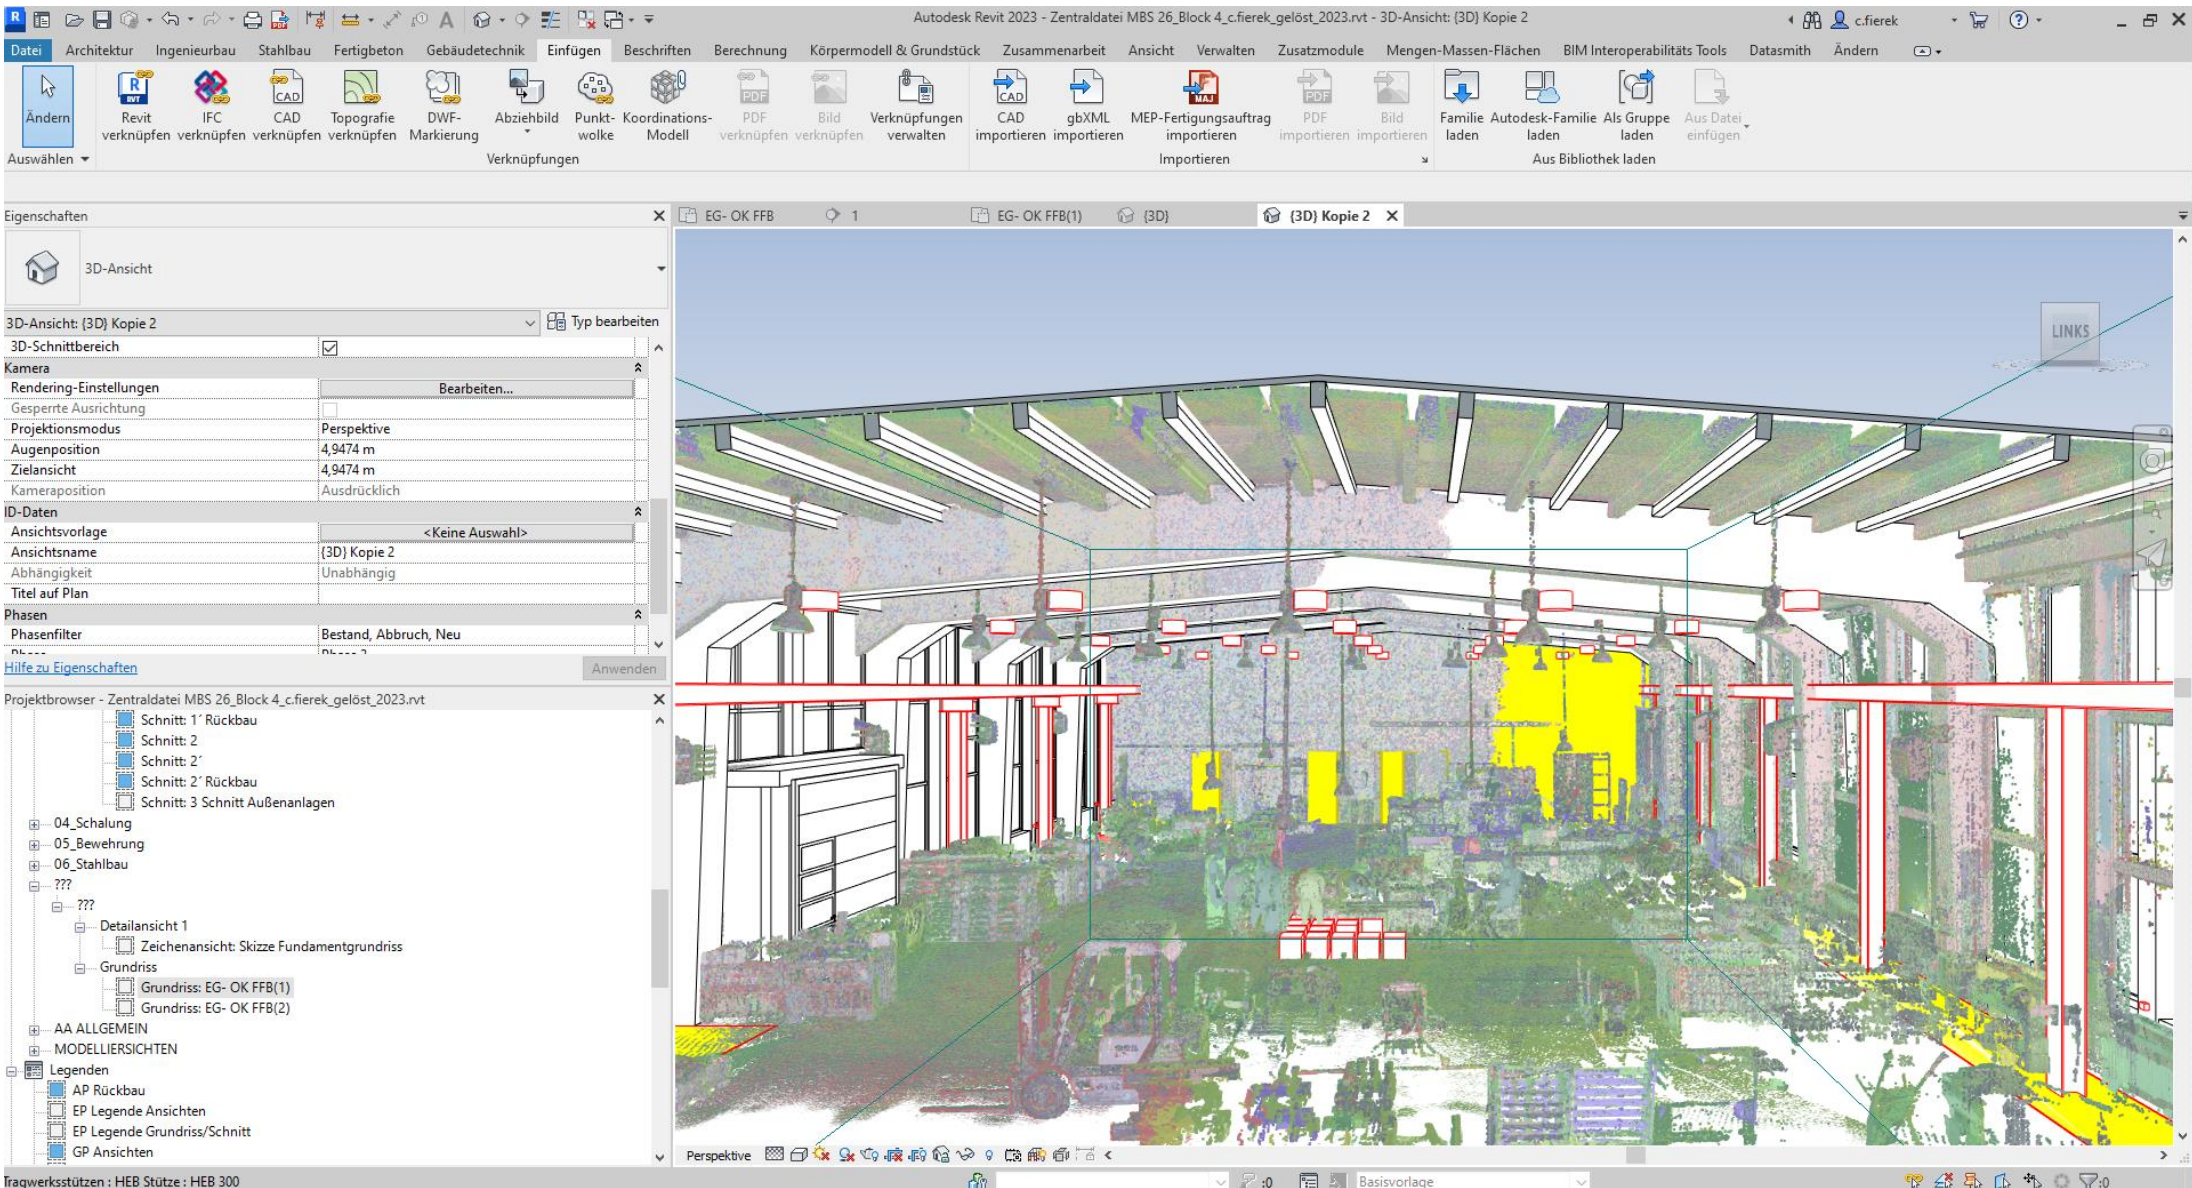 Autodesk Revit 2023 - Zentraldatei MBS 26_Block 4_c.fierek_gelöst_2023.rvt - 3D-Ansicht: {3D} Kopie 2
c.fierek
Datei Architektur Ingenieurbau Stahlbau Fertigbeton Gebäudetechnik Einfügen Beschriften Berechnung Körpermodell & Grundstück Zusammenarbeit Ansicht Verwalten Zusatzmodule Mengen-Massen-Flächen BIM Interoperabilitäts Tools Datasmith Ändern
Ändern Revit verknüpfen IFC verknüpfen CAD verknüpfen Topografie verknüpfen DWF-Markierung Abziehbild Punkt-wolke Koordinations-Modell PDF verknüpfen Bild verknüpfen Verknüpfungen verwalten CAD importieren gbXML importieren MEP-Fertigungsauftrag importieren PDF importieren Bild importieren Familie laden Autodesk-Familie laden Als Gruppe laden Aus Datei einfügen
Auswählen Verknüpfungen Importieren Aus Bibliothek laden
Eigenschaften
EG- OK FFB 1 EG- OK FFB(1) {3D} {3D} Kopie 2
3D-Ansicht
LINKS
3D-Ansicht: {3D} Kopie 2 Typ bearbeiten
3D-Schnittbereich
Kamera
Rendering-Einstellungen Bearbeiten...
Gesperrte Ausrichtung
Projektionsmodus Perspektive
Augenposition 4,9474 m
Zielansicht 4,9474 m
Kameraposition Ausdrücklich
ID-Daten
Ansichtsvorlage <Keine Auswahl>
Ansichtsname {3D} Kopie 2
Abhängigkeit Unabhängig
Titel auf Plan
Phasen
Phasenfilter Bestand, Abbruch, Neu
Hilfe zu Eigenschaften Anwenden
Projektbrowser - Zentraldatei MBS 26_Block 4_c.fierek_gelöst_2023.rvt
Schnitt: 1´ Rückbau
Schnitt: 2
Schnitt: 2´
Schnitt: 2´ Rückbau
Schnitt: 3 Schnitt Außenanlagen
04_Schalung
05_Bewehrung
06_Stahlbau
???
???
Detailansicht 1
Zeichenansicht: Skizze Fundamentgrundriss
Grundriss
Grundriss: EG- OK FFB(1)
Grundriss: EG- OK FFB(2)
AA ALLGEMEIN
MODELLIERSICHTEN
Legenden
AP Rückbau
EP Legende Ansichten
EP Legende Grundriss/Schnitt
GP Ansichten
Perspektive
Tragwerksstützen : HEB Stütze : HEB 300 :0 Basisvorlage :0